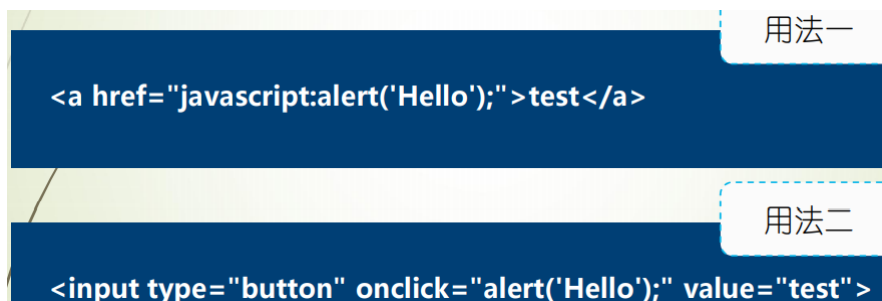 用法一
<a href="javascript:alert('Hello');">test</a>
用法二
<input type="button" onclick="alert('Hello');" value="test">